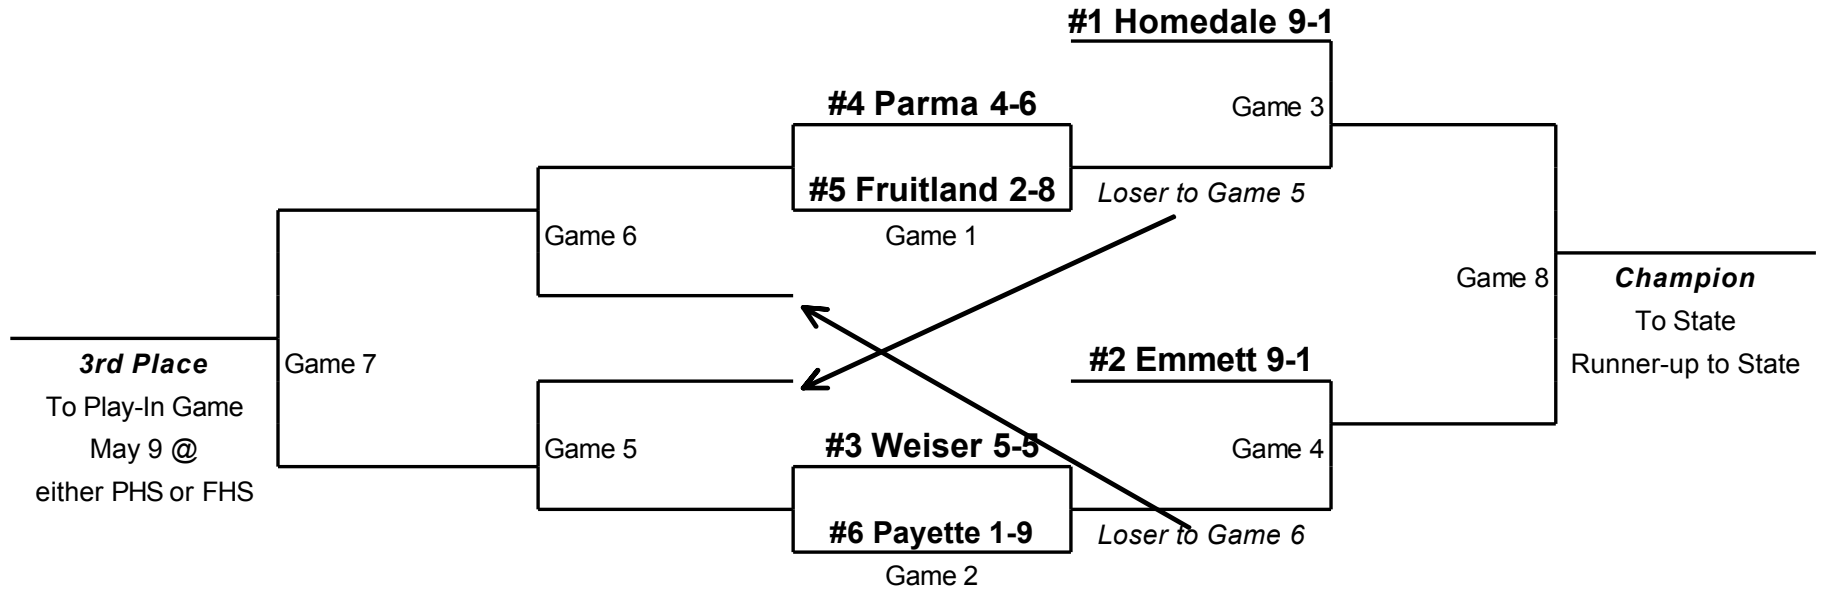 #1 Homedale 9-1
#4 Parma 4-6
Game 3
#5 Fruitland 2-8
Loser to Game 5
Game 6
Game 1
Game 8
Champion
To State
Runner-up to State
3rd Place
To Play-In Game
May 9 @
either PHS or FHS
Game 7
#2 Emmett 9-1
Game 5
#3 Weiser 5-5
Game 4
#6 Payette 1-9
Loser to Game 6
Game 2